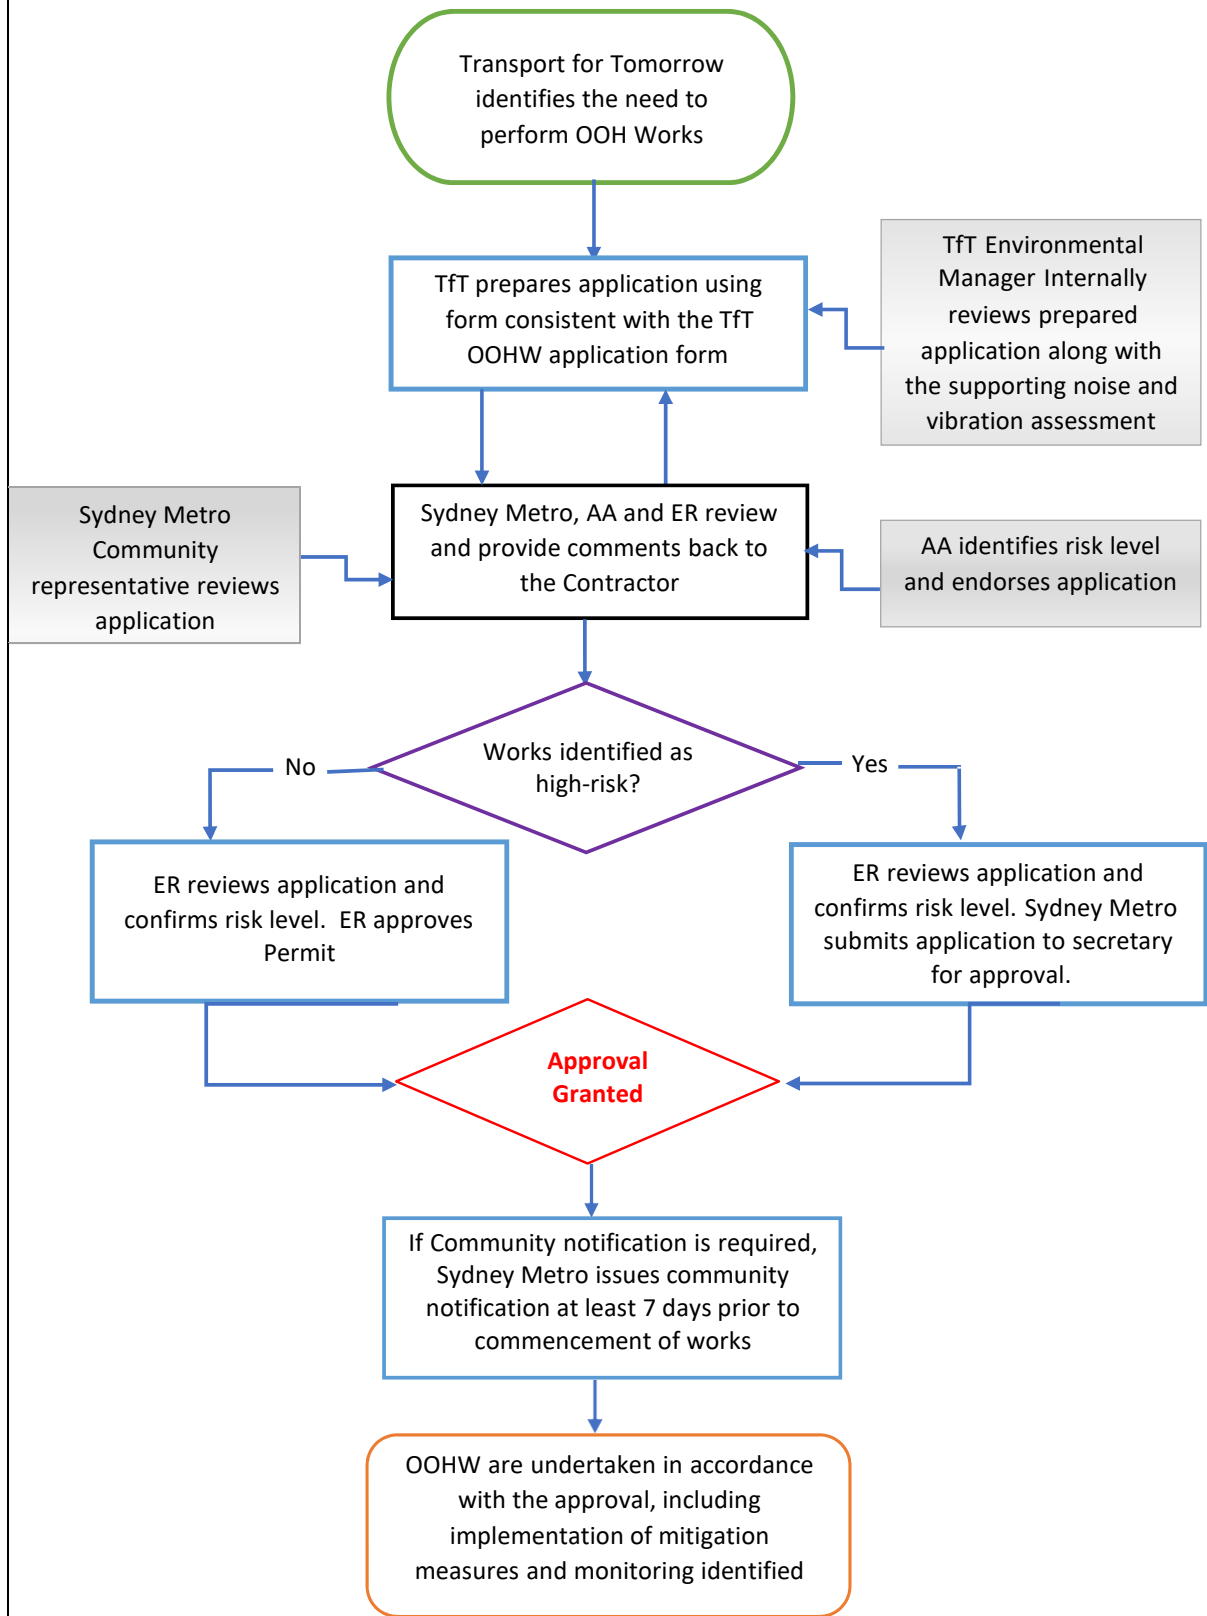 Transport for Tomorrow
identifies the need to
perform OOH Works
TfT prepares application using
form consistent with the TfT
OOHW application form
TfT Environmental
Manager Internally
reviews prepared
application along with
the supporting noise and
vibration assessment
Sydney Metro
Community
representative reviews
application
Sydney Metro, AA and ER review
and provide comments back to
the Contractor
AA identifies risk level
and endorses application
Works identified as
high-risk?
No
Yes
ER reviews application and
confirms risk level.  ER approves
Permit
ER reviews application and
confirms risk level. Sydney Metro
submits application to secretary
for approval.
Approval
Granted
If Community notification is required,
Sydney Metro issues community
notification at least 7 days prior to
commencement of works
OOHW are undertaken in accordance
with the approval, including
implementation of mitigation
measures and monitoring identified